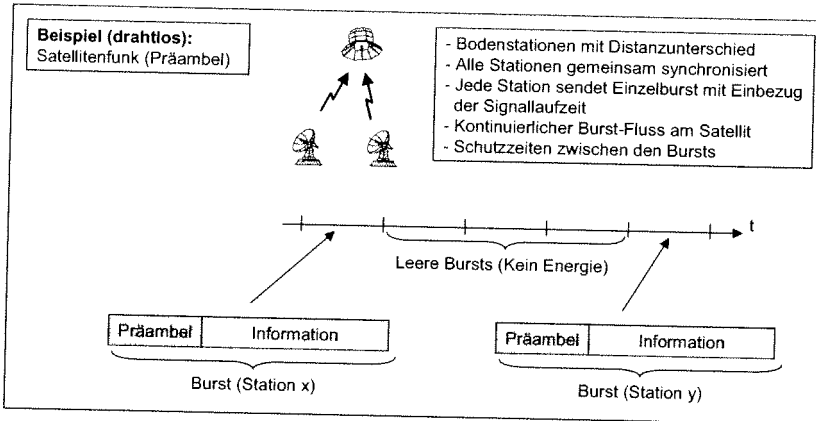 Beispiel (drahtlos):
Satellitenfunk (Präambel)
- Bodenstationen mit Distanzunterschied
- Alle Stationen gemeinsam synchronisiert
- Jede Station sendet Einzelburst mit Einbezug
der Signallaufzeit
- Kontinuierlicher Burst-Fluss am Satellit
- Schutzzeiten zwischen den Bursts
t
Leere Bursts (Kein Energie)
Präambel Information
Präambel Information
Burst (Station x)
Burst (Station y)